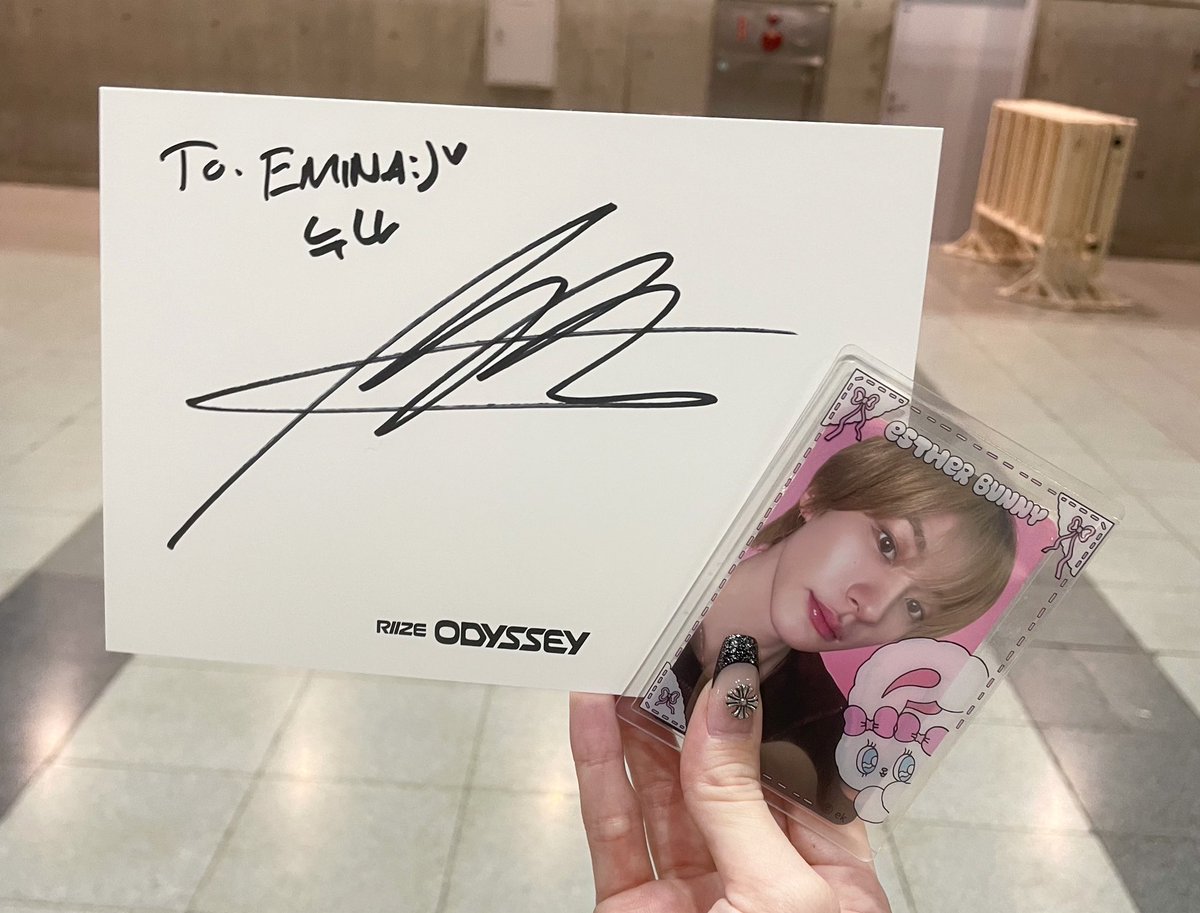 To. EMINA:)♥
RIIZE ODYSSEY
ESTHER BUNNY